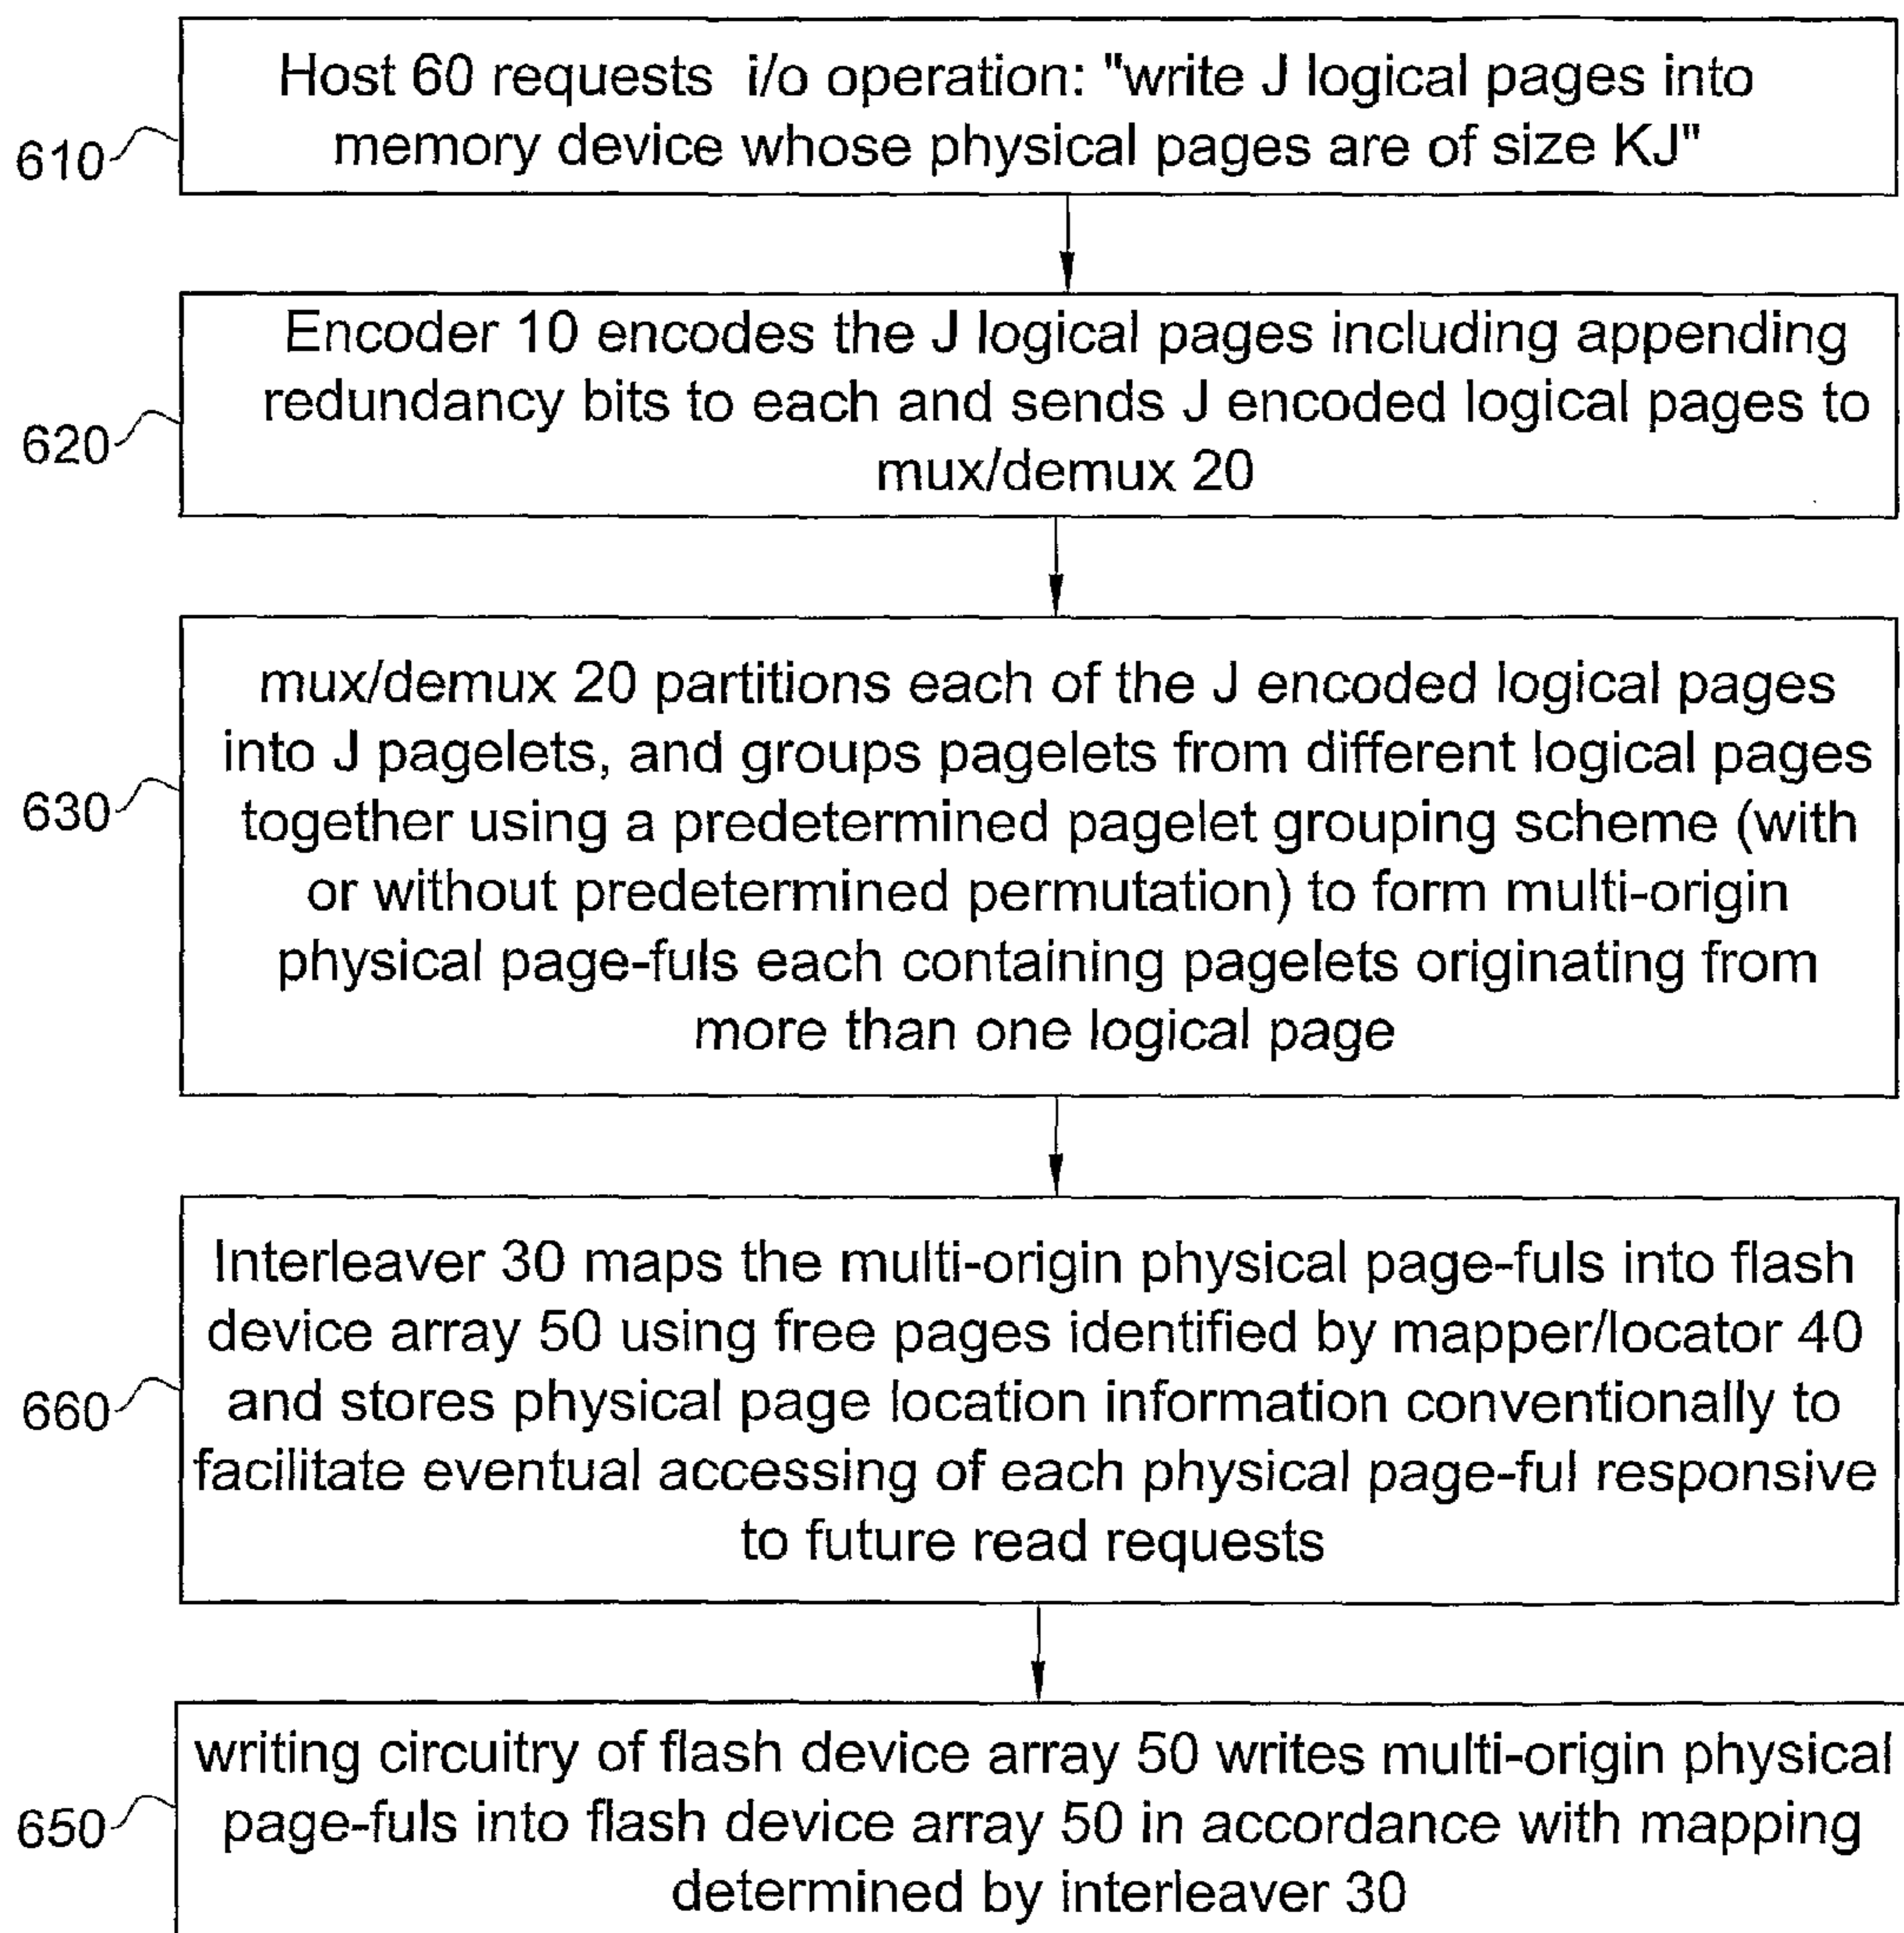 Host 60 requests i/o operation: "write J logical pages into
memory device whose physical pages are of size KJ"
610
Encoder 10 encodes the J logical pages including appending
redundancy bits to each and sends J encoded logical pages to
620
mux/demux 20
mux/demux 20 partitions each of the J encoded logical pages
into J pagelets, and groups pagelets from different logical pages
630
together using a predetermined pagelet grouping scheme (with
or without predetermined permutation) to form multi-origin
physical page-fuls each containing pagelets originating from
more than one logical page
Interleaver 30 maps the multi-origin physical page-fuls into flash
device array 50 using free pages identified by mapper/locator 40
660
and stores physical page location information conventionally to
facilitate eventual accessing of each physical page-ful responsive
to future read requests
writing circuitry of flash device array 50 writes multi-origin physical
650
page-fuls into flash device array 50 in accordance with mapping
determined by interleaver 30